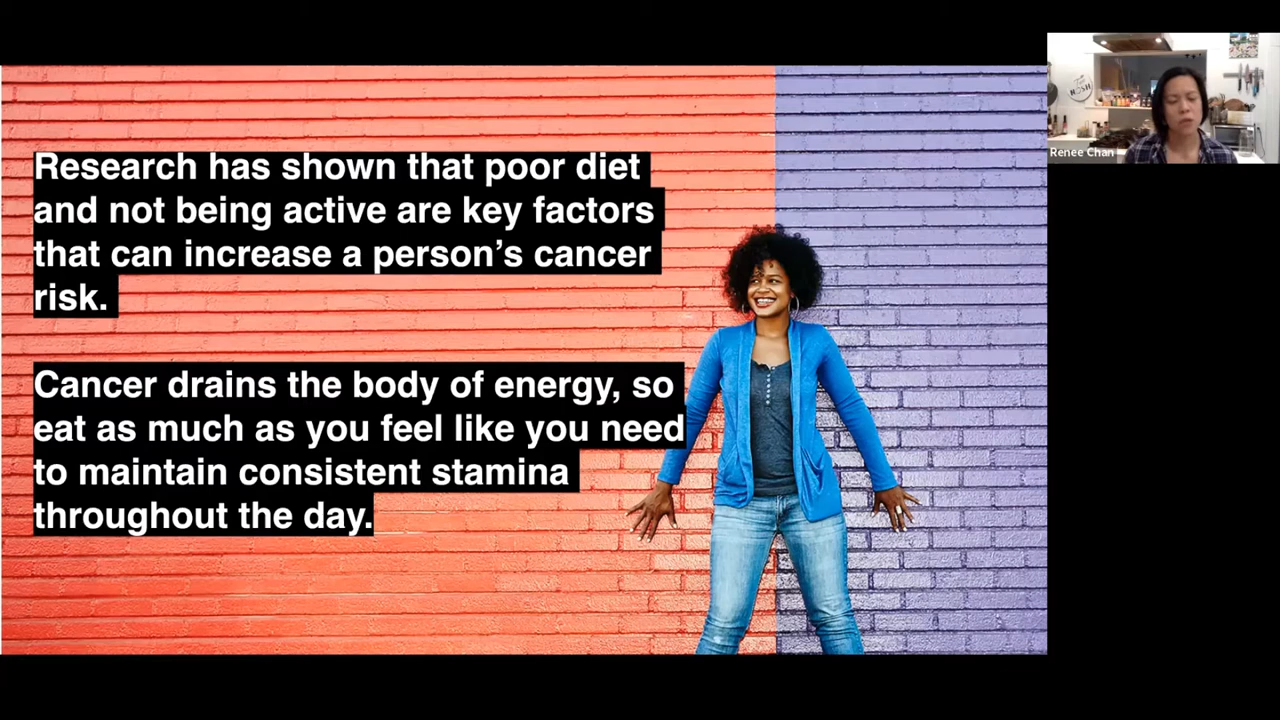 Research has shown that poor diet
and not being active are key factors
that can increase a person’s cancer
risk.
Cancer drains the body of energy, so
eat as much as you feel like you need
to maintain consistent stamina
throughout the day.
NOSH
Renee Chan